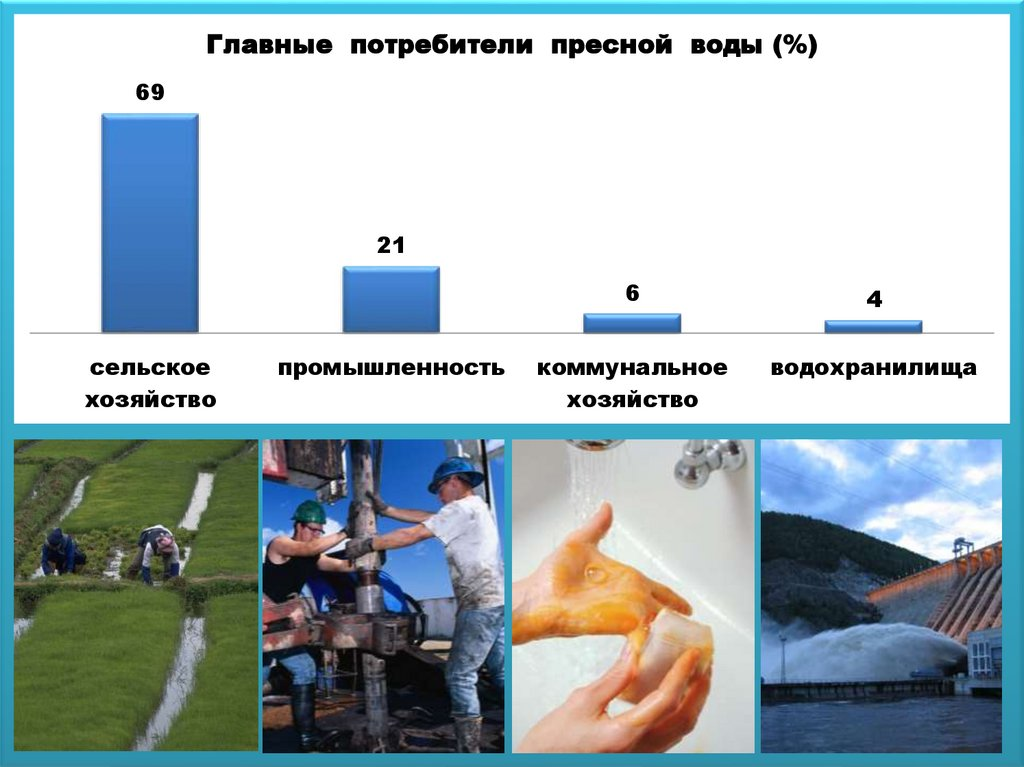 Главные потребители пресной воды (%)
69
21
6
4
сельское
хозяйство
промышленность
коммунальное
хозяйство
водохранилища